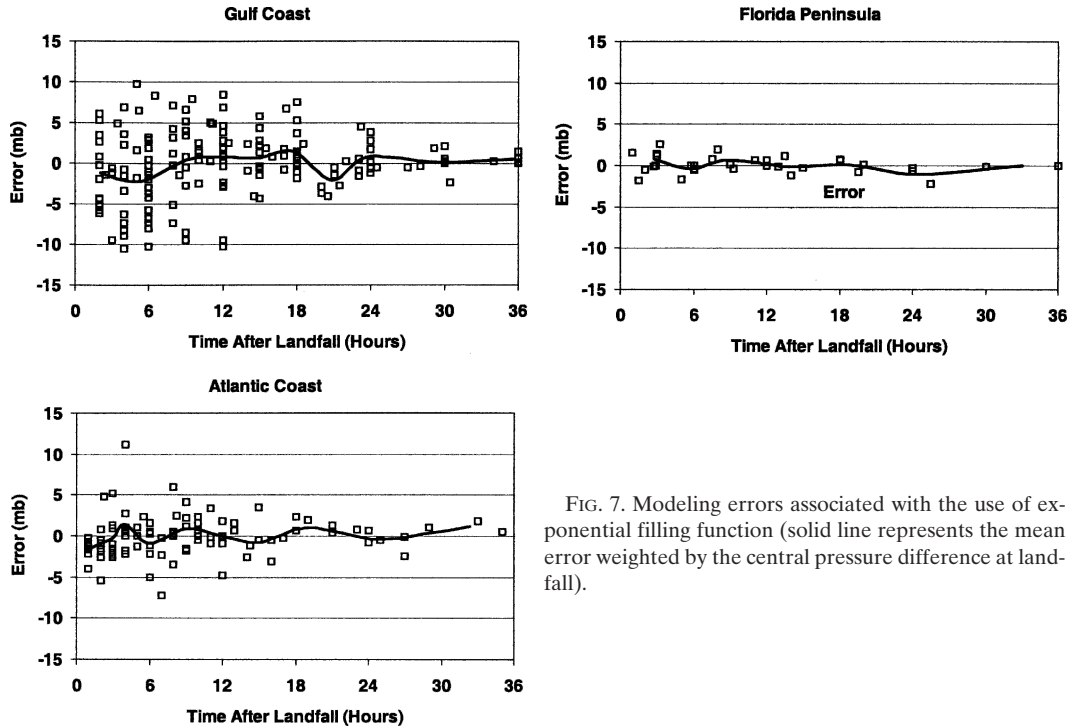 Gulf Coast
15
10
5
0
-5
-10
-15
Error (mb)
0 6 12 18 24 30 36
Time After Landfall (Hours)
Florida Peninsula
15
10
5
0
-5
-10
-15
Error (mb)
Error
0 6 12 18 24 30 36
Time After Landfall (Hours)
Atlantic Coast
15
10
5
0
-5
-10
-15
Error (mb)
0 6 12 18 24 30 36
Time After Landfall (Hours)
FIG. 7. Modeling errors associated with the use of ex-
ponential filling function (solid line represents the mean
error weighted by the central pressure difference at land-
fall).